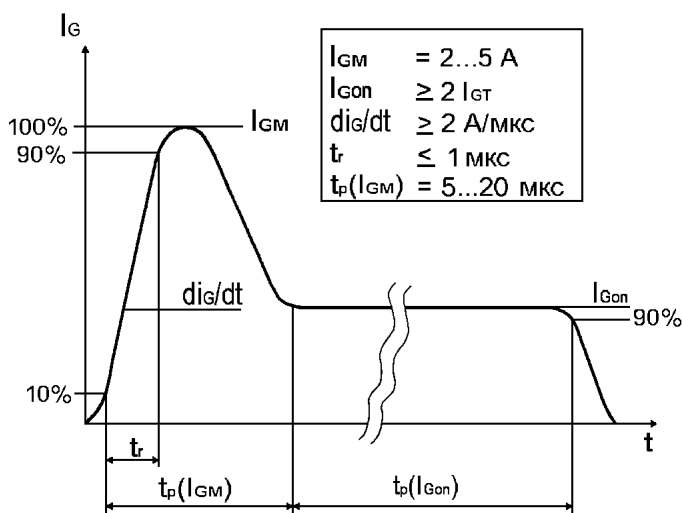 IG
IGM = 2...5 A
IGon ≥ 2 IGT
diG/dt ≥ 2 А/мкс
tr ≤ 1 мкс
tp(IGM) = 5...20 мкс
100%
IGM
90%
diG/dt
IGon
90%
10%
t
tr
tp(IGM)
tp(IGon)